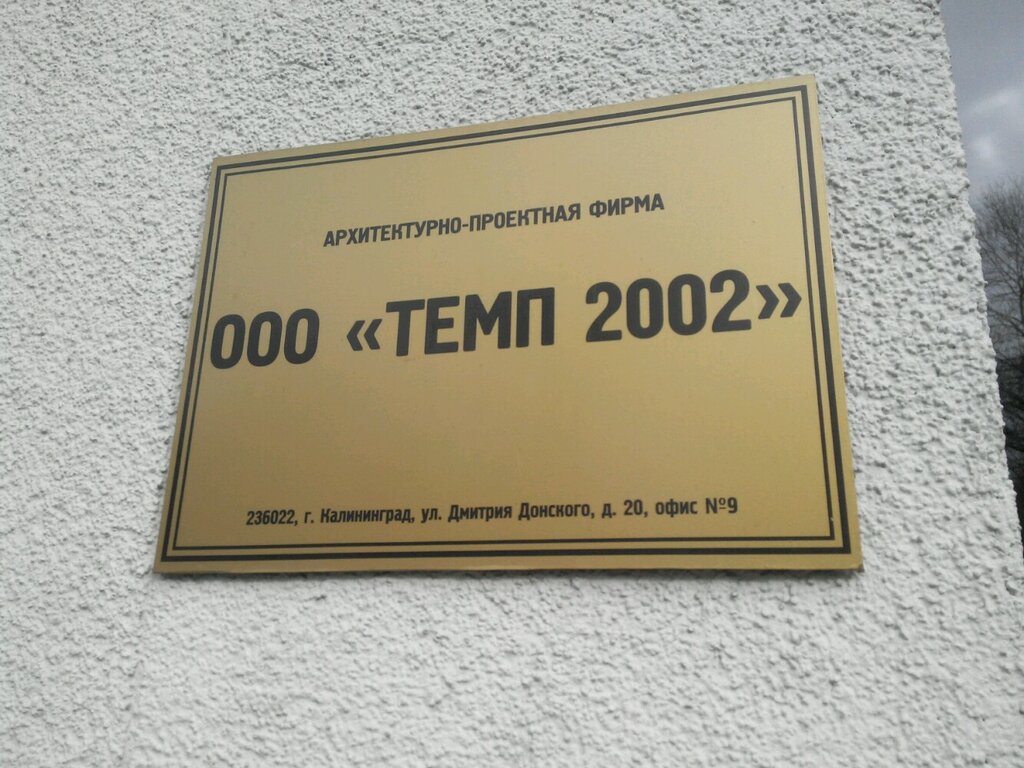 АРХИТЕКТУРНО-ПРОЕКТНАЯ ФИРМА
ООО «ТЕМП 2002»
236022, г. Калининград, ул. Дмитрия Донского, д. 20, офис №9